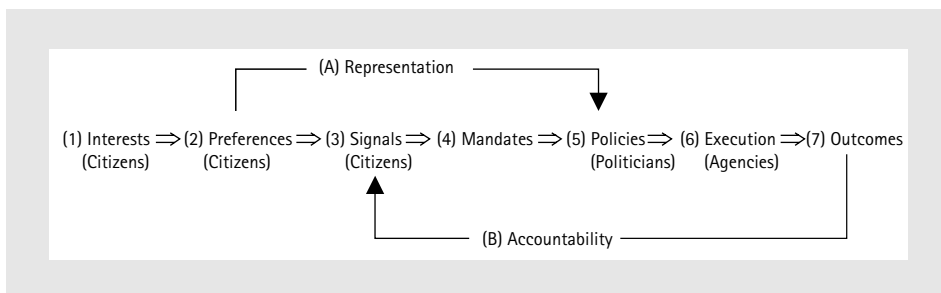 (A) Representation
(1) Interests ⇒ (2) Preferences ⇒ (3) Signals ⇒ (4) Mandates ⇒ (5) Policies ⇒ (6) Execution ⇒ (7) Outcomes
(Citizens) (Citizens) (Citizens) (Politicians) (Agencies)
(B) Accountability